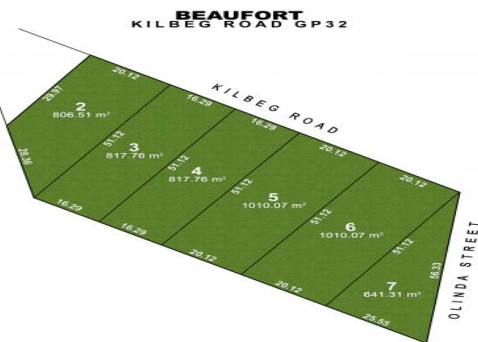 BEAUFORT
KILBEG ROAD GP32
20.12
KILBEG ROAD
29.97
2
806.51 m²
16.29
16.29
20.12
20.12
28.36
51.12
3
817.76 m²
51.12
4
817.76 m²
51.12
5
1010.07 m²
51.12
6
1010.07 m²
51.12
7
641.31 m²
56.33
OLINDA STREET
16.29
16.29
20.12
20.12
25.55